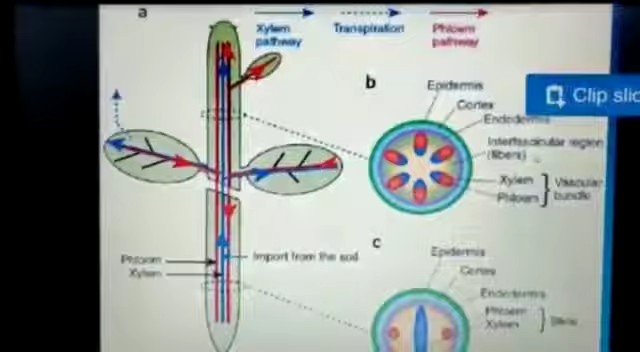 a
Xylem
pathway
Transpiration
Phloem
pathway
b
Epidermis
Cortex
Endodermis
Interfascicular region
(fibers)
Xylem
Phloem
Vascular
bundle
Clip slid
Phloem
Xylem
Import from the soil
c
Epidermis
Cortex
Endodermis
Phloem
Xylem
Stele